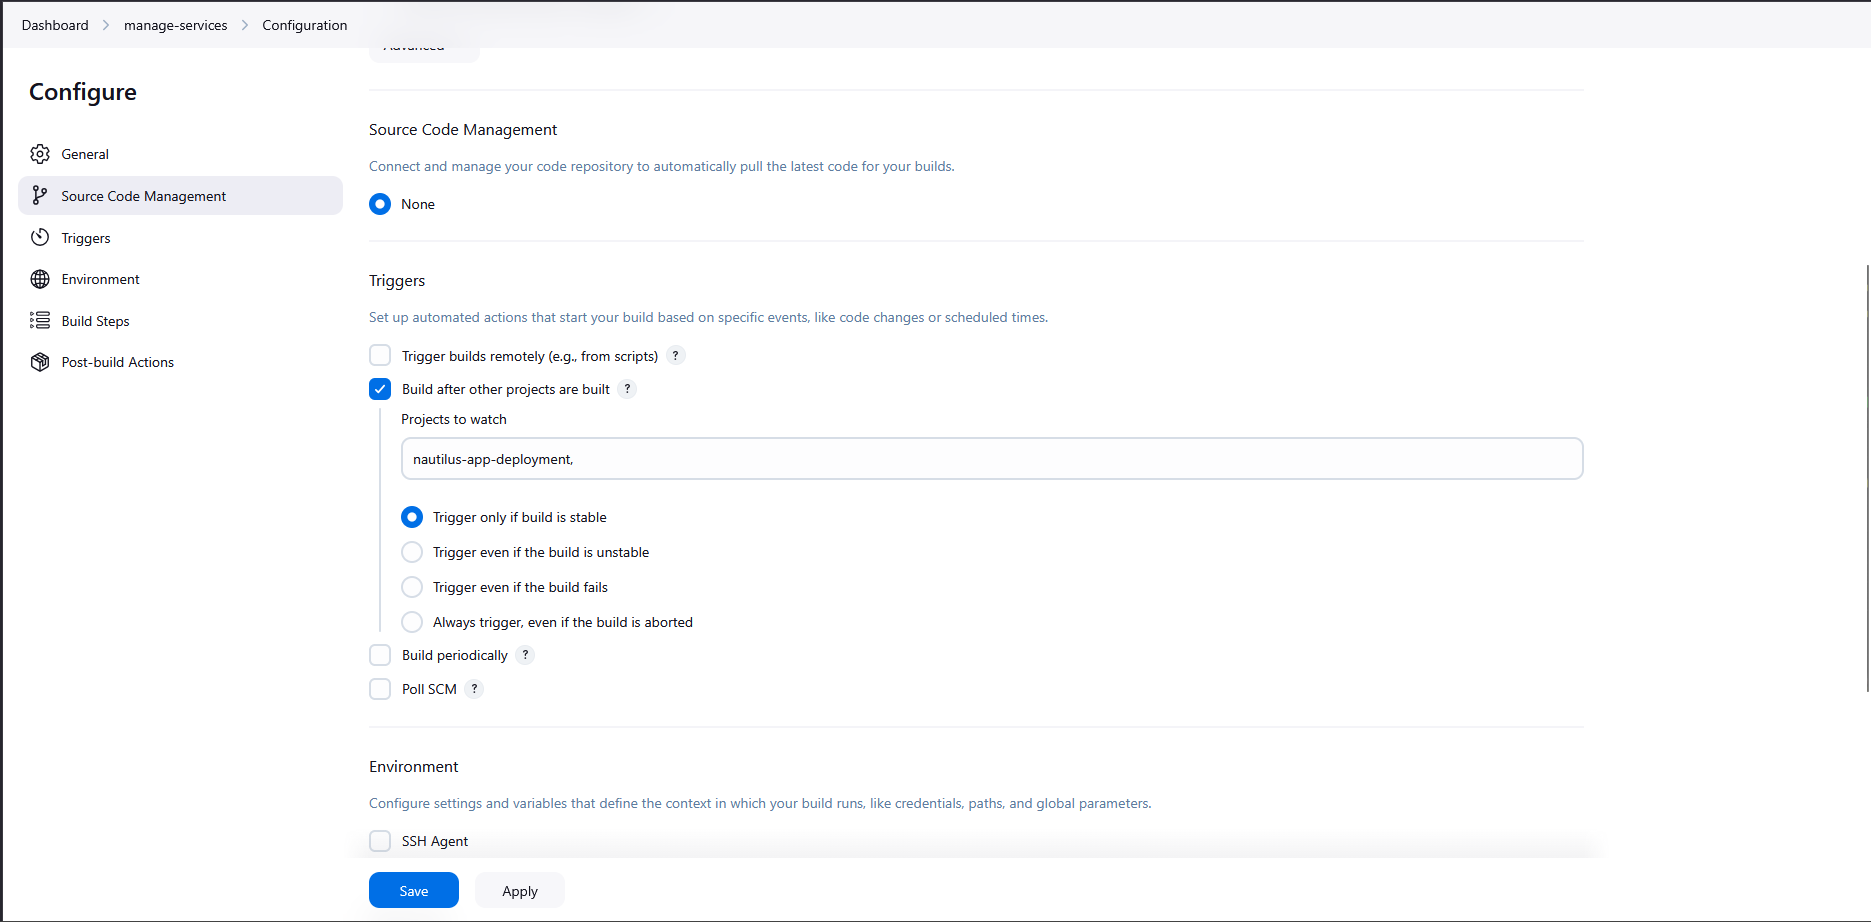 Dashboard > manage-services > Configuration
Advanced
Configure
General
Source Code Management
Triggers
Environment
Build Steps
Post-build Actions
Source Code Management
Connect and manage your code repository to automatically pull the latest code for your builds.
None
Triggers
Set up automated actions that start your build based on specific events, like code changes or scheduled times.
Trigger builds remotely (e.g., from scripts) ?
Build after other projects are built ?
Projects to watch
nautilus-app-deployment,
Trigger only if build is stable
Trigger even if the build is unstable
Trigger even if the build fails
Always trigger, even if the build is aborted
Build periodically ?
Poll SCM ?
Environment
Configure settings and variables that define the context in which your build runs, like credentials, paths, and global parameters.
SSH Agent
Save Apply